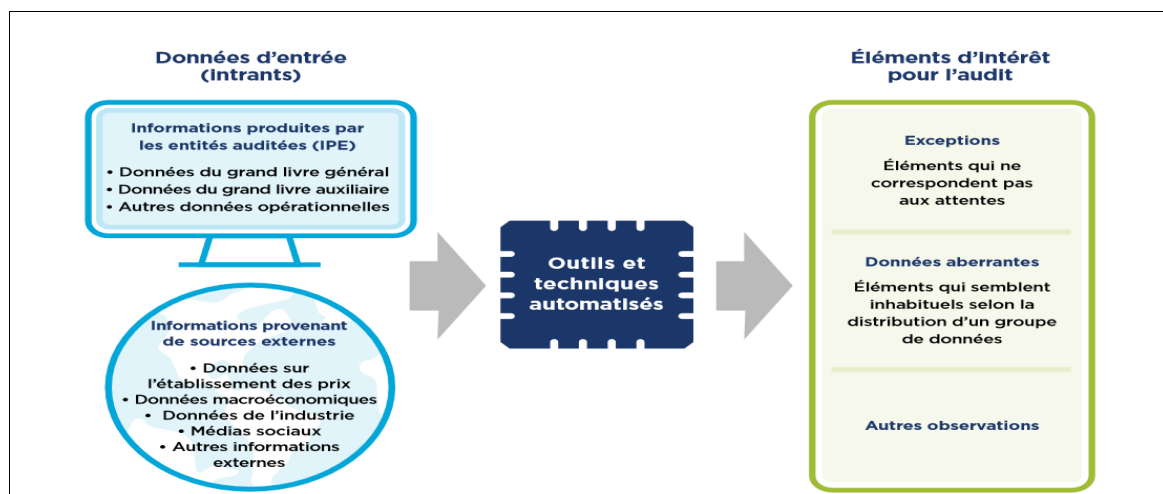 Données d'entrée
(intrants)
Informations produites par
les entités auditées (IPE)
• Données du grand livre général
• Données du grand livre auxiliaire
• Autres données opérationnelles
Informations provenant
de sources externes
• Données sur
l'établissement des prix
• Données macroéconomiques
• Données de l'industrie
• Médias sociaux
• Autres informations
externes
Outils et
techniques
automatisés
Éléments d'intérêt
pour l'audit
Exceptions
Éléments qui ne
correspondent pas
aux attentes
Données aberrantes
Éléments qui semblent
inhabituels selon la
distribution d'un groupe
de données
Autres observations